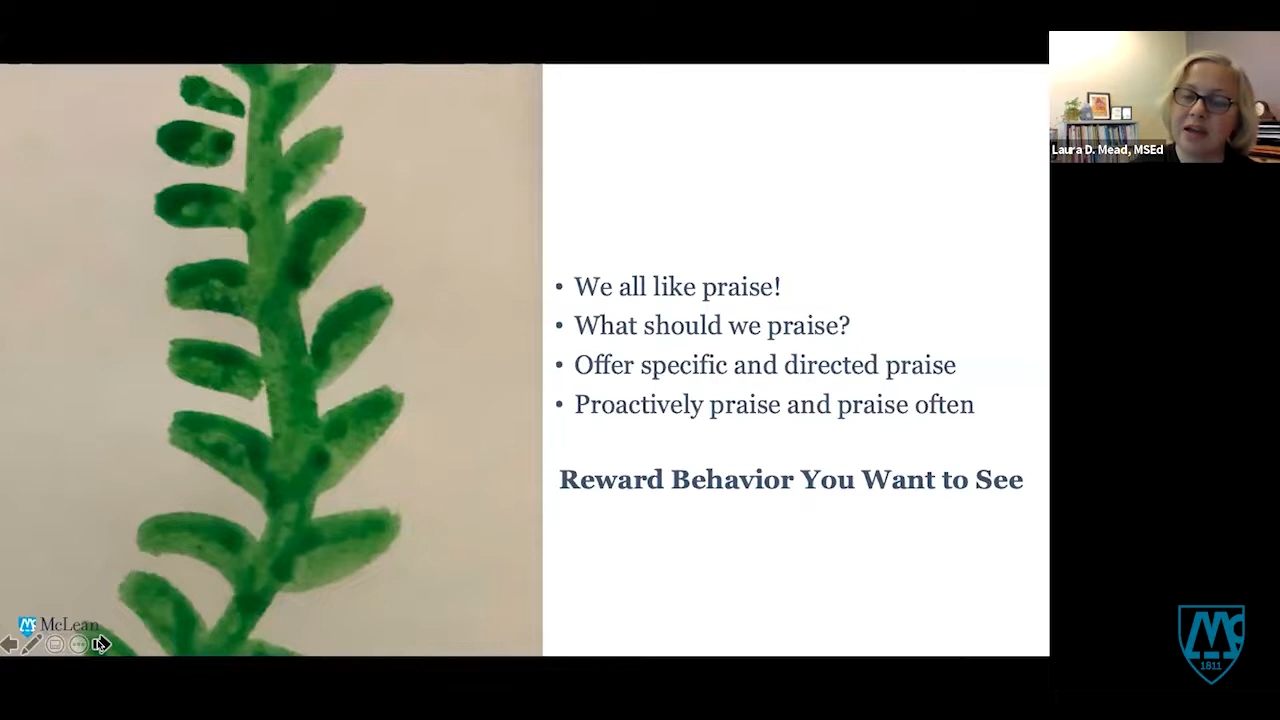 Laura D. Mead, MSEd
• We all like praise!
• What should we praise?
• Offer specific and directed praise
• Proactively praise and praise often
Reward Behavior You Want to See
McLean
1811